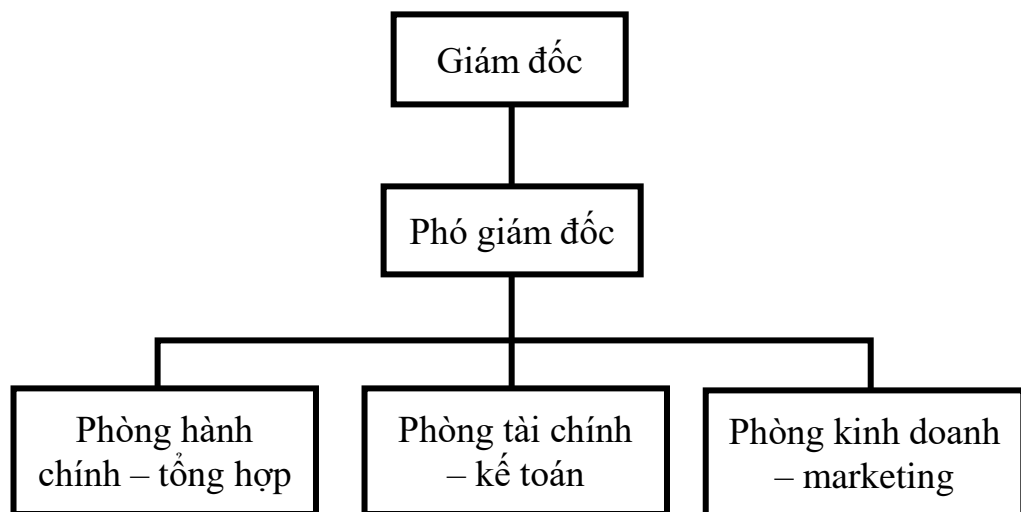 Giám đốc
Phó giám đốc
Phòng hành
chính – tổng hợp
Phòng tài chính
– kế toán
Phòng kinh doanh
– marketing